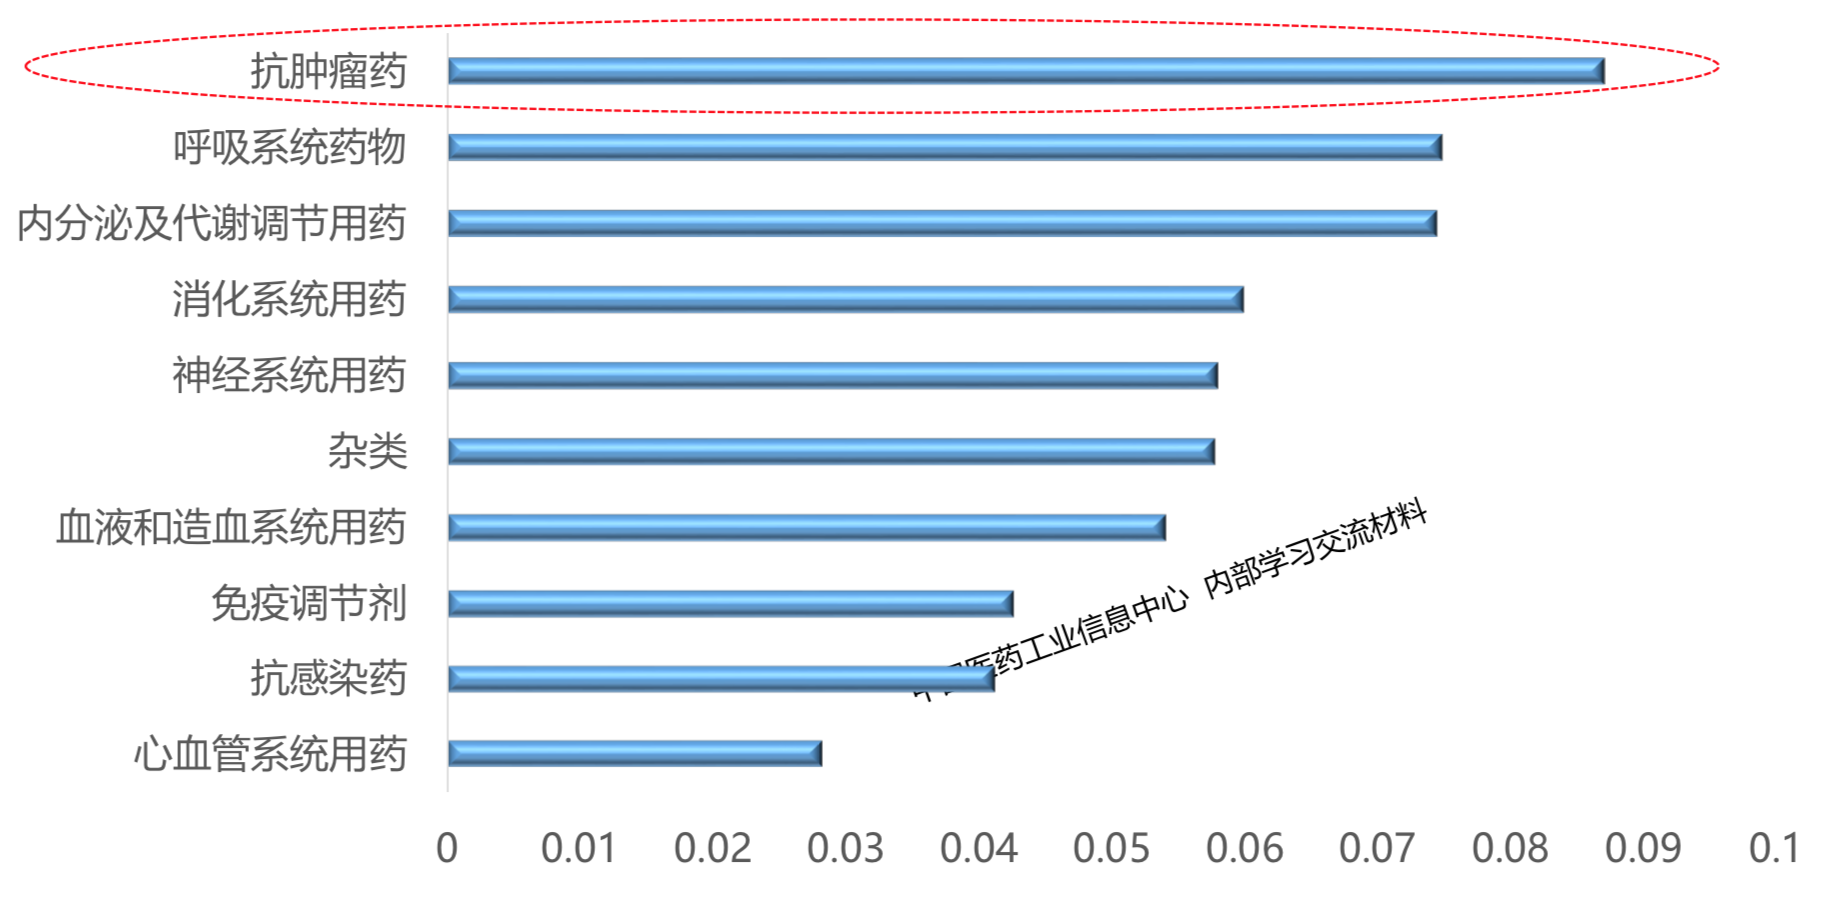 抗肿瘤药
呼吸系统药物
内分泌及代谢调节用药
消化系统用药
神经系统用药
杂类
血液和造血系统用药
免疫调节剂
抗感染药
心血管系统用药
医药工业信息中心 内部学习交流材料
0 0.01 0.02 0.03 0.04 0.05 0.06 0.07 0.08 0.09 0.1